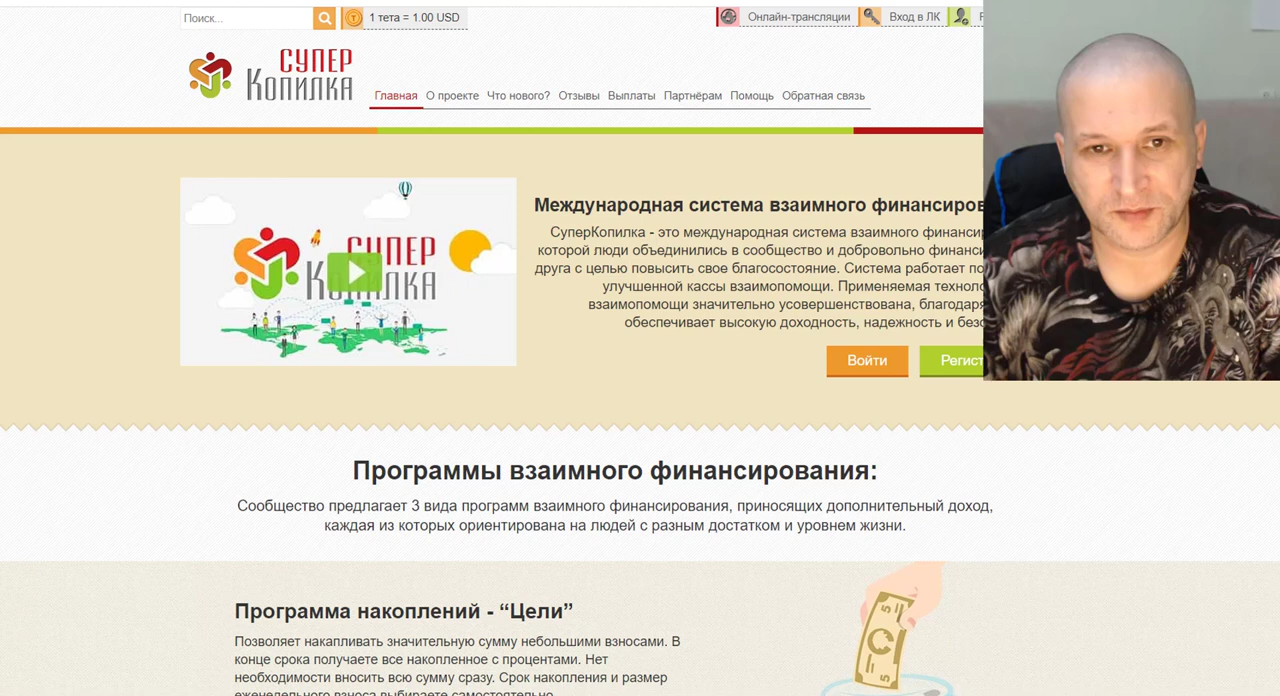 Поиск...
1 тета = 1.00 USD
Онлайн-трансляции
Вход в ЛК
СУПЕР
КОПИЛКА
Главная О проекте Что нового? Отзывы Выплаты Партнёрам Помощь Обратная связь
СУПЕР
КОПИЛКА
Международная система взаимного финансиров
СуперКопилка - это международная система взаимного финансир
которой люди объединились в сообщество и добровольно финанси
друга с целью повысить свое благосостояние. Система работает по
улучшенной кассы взаимопомощи. Применяемая техноло
взаимопомощи значительно усовершенствована, благодаря
обеспечивает высокую доходность, надежность и безо
Войти
Регист
Программы взаимного финансирования:
Сообщество предлагает 3 вида программ взаимного финансирования, приносящих дополнительный доход,
каждая из которых ориентирована на людей с разным достатком и уровнем жизни.
Программа накоплений - “Цели”
Позволяет накапливать значительную сумму небольшими взносами. В
конце срока получаете все накопленное с процентами. Нет
необходимости вносить всю сумму сразу. Срок накопления и размер
еженедельного взноса выбираете самостоятельно